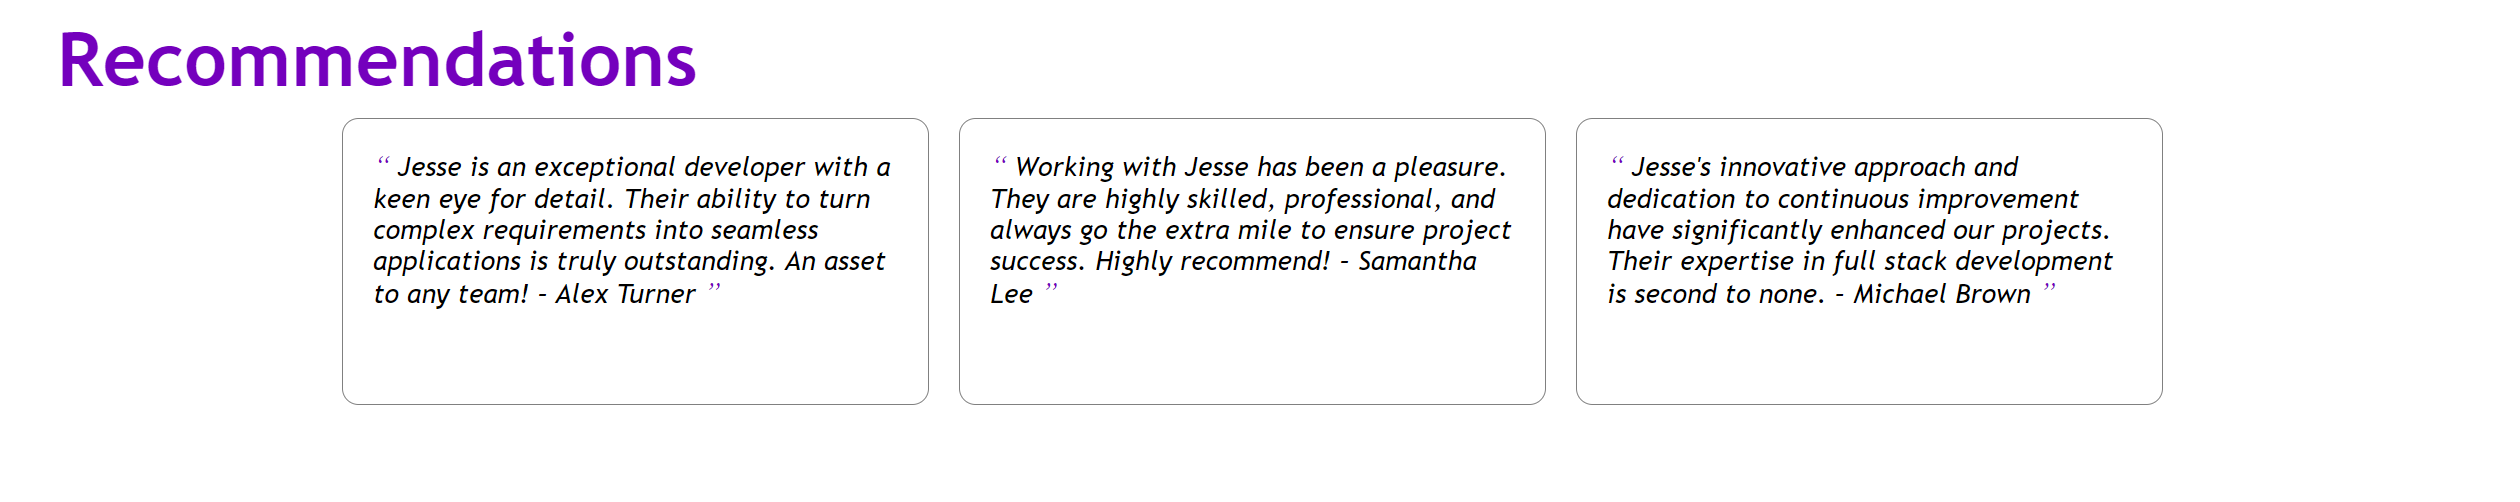 Recommendations
“ Jesse is an exceptional developer with a
keen eye for detail. Their ability to turn
complex requirements into seamless
applications is truly outstanding. An asset
to any team! – Alex Turner ”
“ Working with Jesse has been a pleasure.
They are highly skilled, professional, and
always go the extra mile to ensure project
success. Highly recommend! – Samantha
Lee ”
“ Jesse's innovative approach and
dedication to continuous improvement
have significantly enhanced our projects.
Their expertise in full stack development
is second to none. – Michael Brown ”